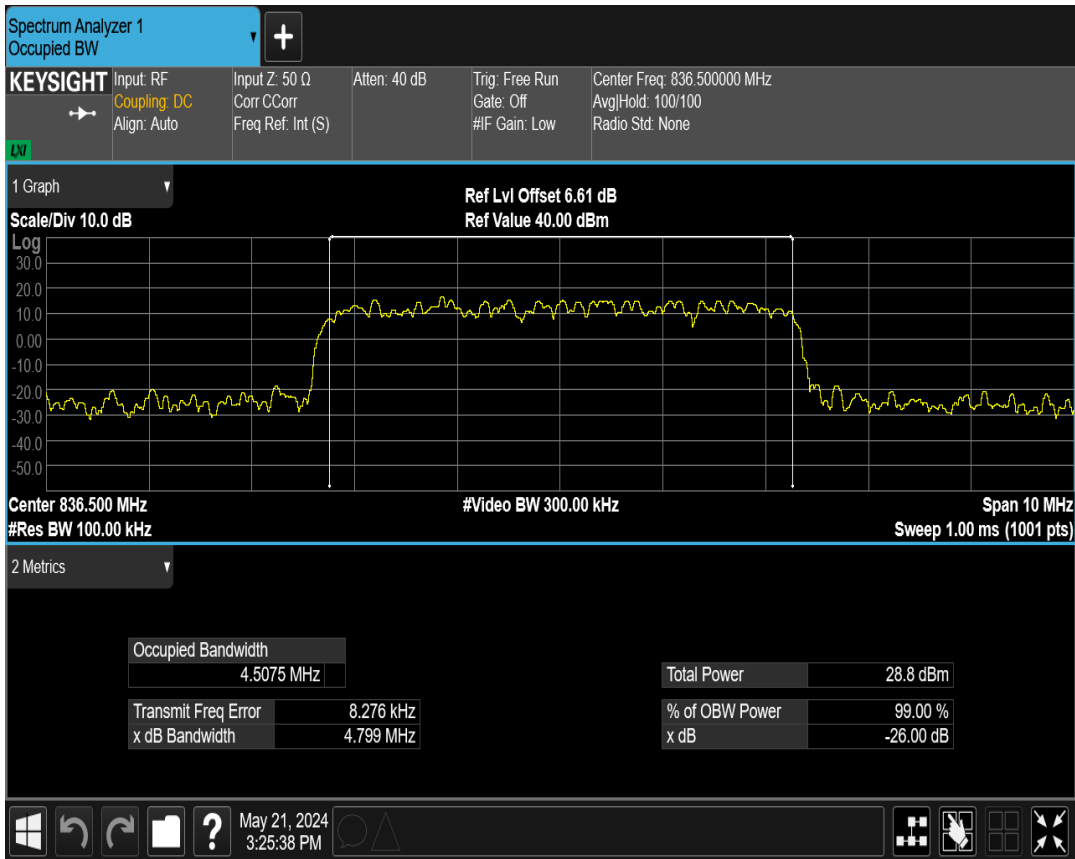 Spectrum Analyzer 1
Occupied BW
KEYSIGHT
LXI
Input: RF
Coupling: DC
Align: Auto
Input Z: 50 Ω
Corr CCorr
Freq Ref: Int (S)
Atten: 40 dB
Trig: Free Run
Gate: Off
#IF Gain: Low
Center Freq: 836.500000 MHz
Avg|Hold: 100/100
Radio Std: None
1 Graph
Scale/Div 10.0 dB
Ref Lvl Offset 6.61 dB
Ref Value 40.00 dBm
Log
30.0
20.0
10.0
0.00
-10.0
-20.0
-30.0
-40.0
-50.0
Center 836.500 MHz
#Res BW 100.00 kHz
#Video BW 300.00 kHz
Span 10 MHz
Sweep 1.00 ms (1001 pts)
2 Metrics
Occupied Bandwidth
4.5075 MHz
Transmit Freq Error 8.276 kHz
x dB Bandwidth 4.799 MHz
Total Power 28.8 dBm
% of OBW Power 99.00 %
x dB -26.00 dB
?
May 21, 2024
3:25:38 PM